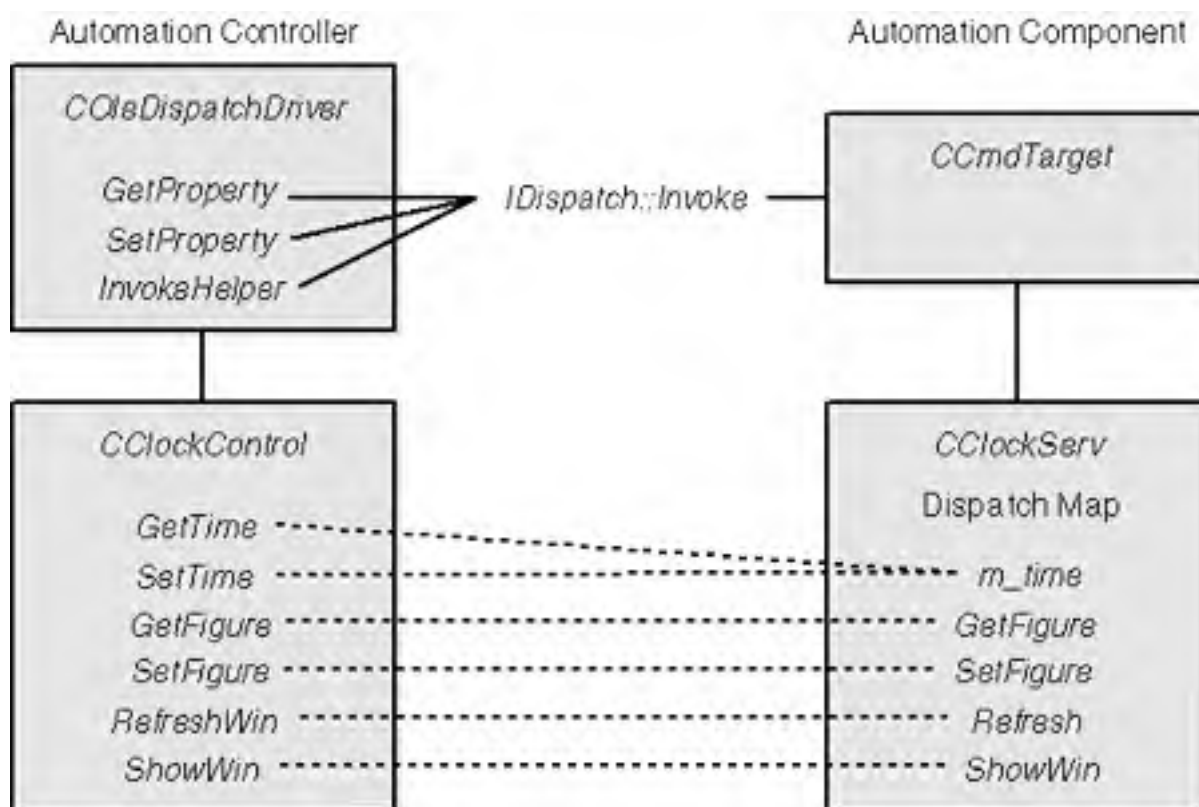 Automation Controller
Automation Component
COleDispatchDriver
GetProperty
SetProperty
InvokeHelper
IDispatch::Invoke
CCmdTarget
CClockControl
GetTime
SetTime
GetFigure
SetFigure
RefreshWin
ShowWin
CClockServ
Dispatch Map
m_time
GetFigure
SetFigure
Refresh
ShowWin